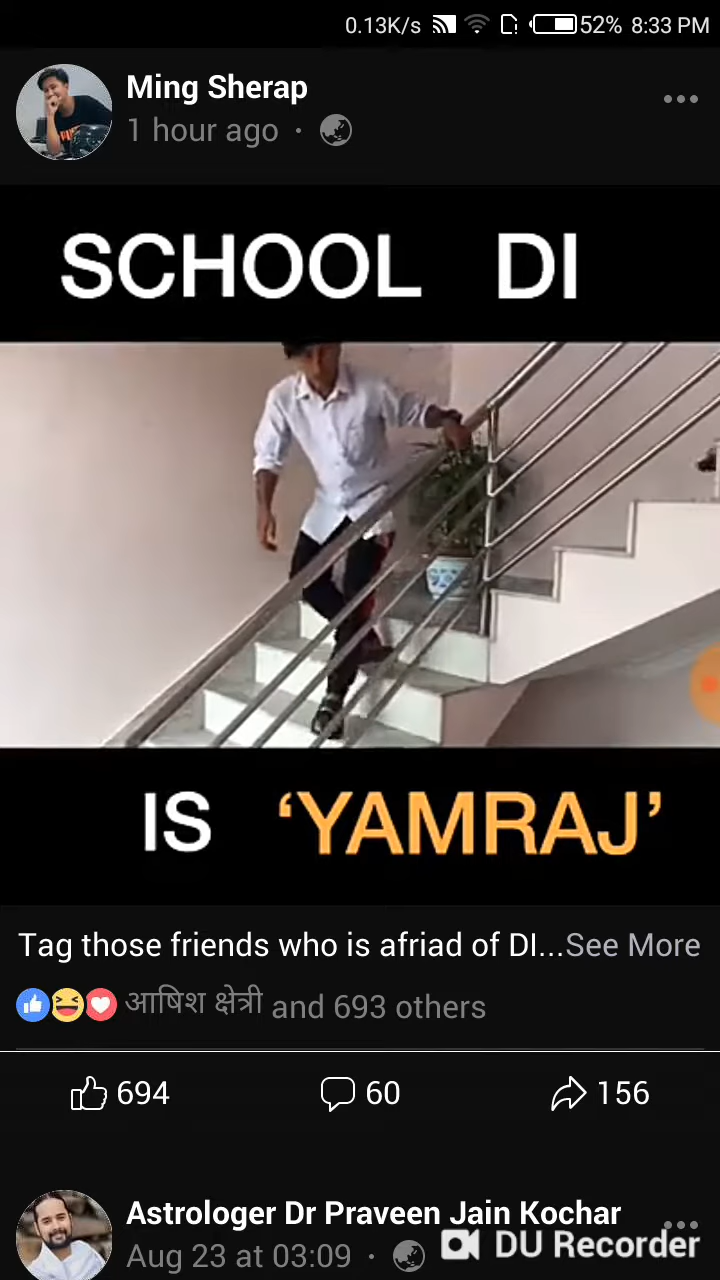 0.13K/s 52% 8:33 PM
Ming Sherap
1 hour ago ·
SCHOOL DI
IS ‘YAMRAJ’
Tag those friends who is afriad of DI...See More
आषिश क्षेत्री and 693 others
694 60 156
Astrologer Dr Praveen Jain Kochar
Aug 23 at 03:09 ·
DU Recorder